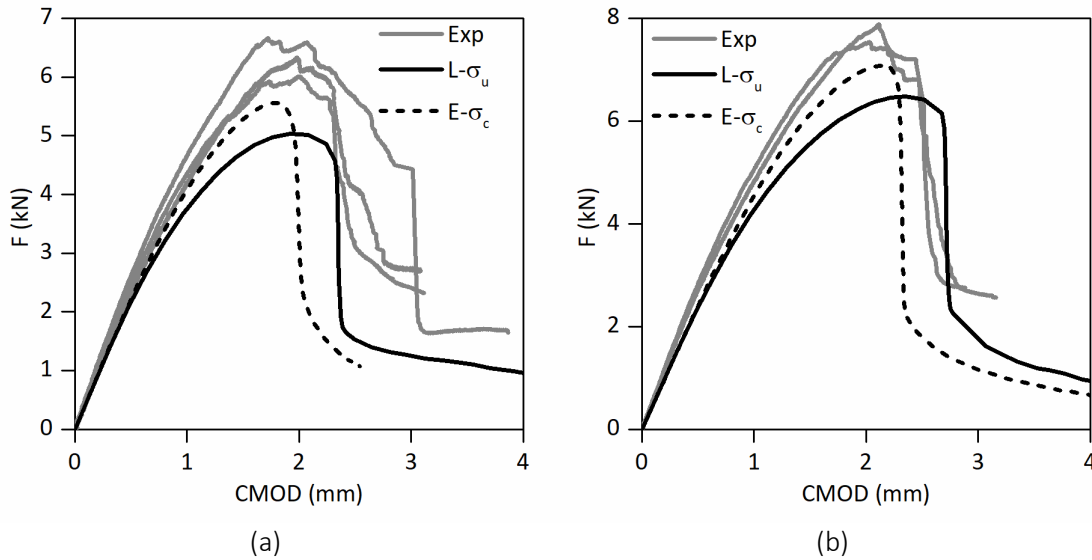 7
6
5
4
3
2
1
0
F (kN)
Exp
L-σu
E-σc
0 1 2 3 4
CMOD (mm)
(a)
8
6
4
2
0
F (kN)
Exp
L-σu
E-σc
0 1 2 3 4
CMOD (mm)
(b)